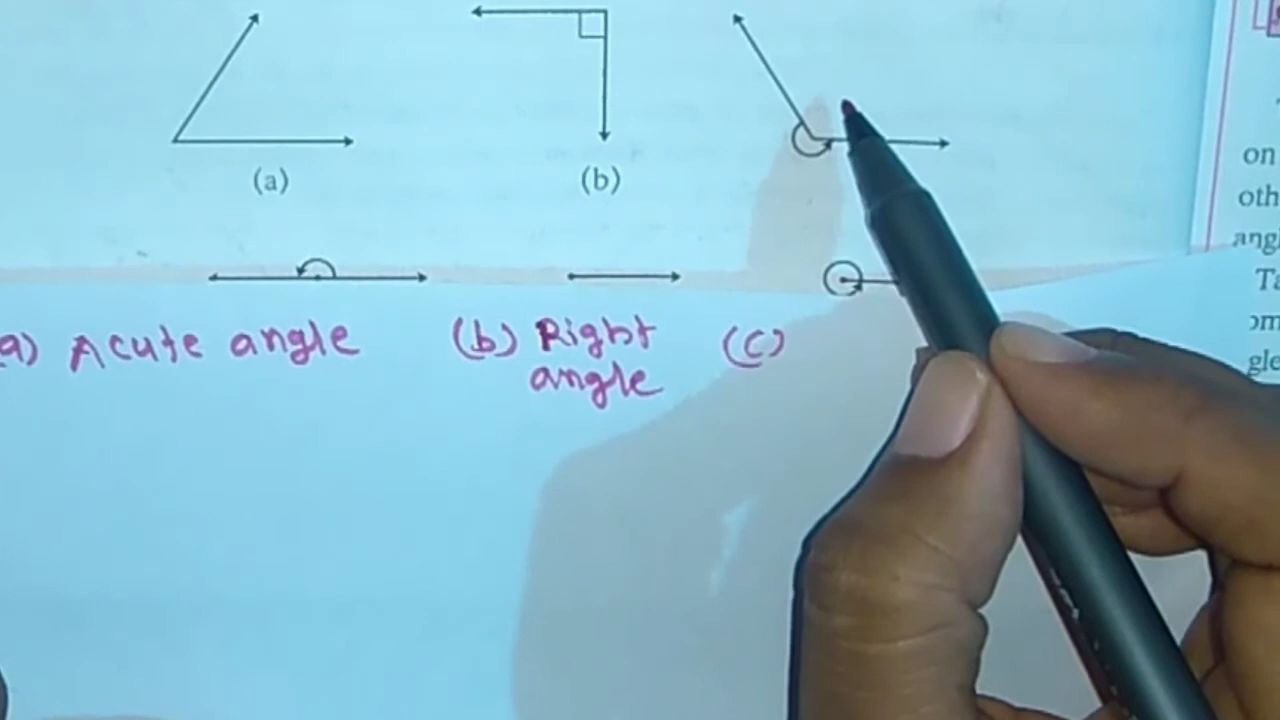 (a) (b)
a) Acute angle (b) Right (c)
angle
on
oth
angl
Ta
om
gle